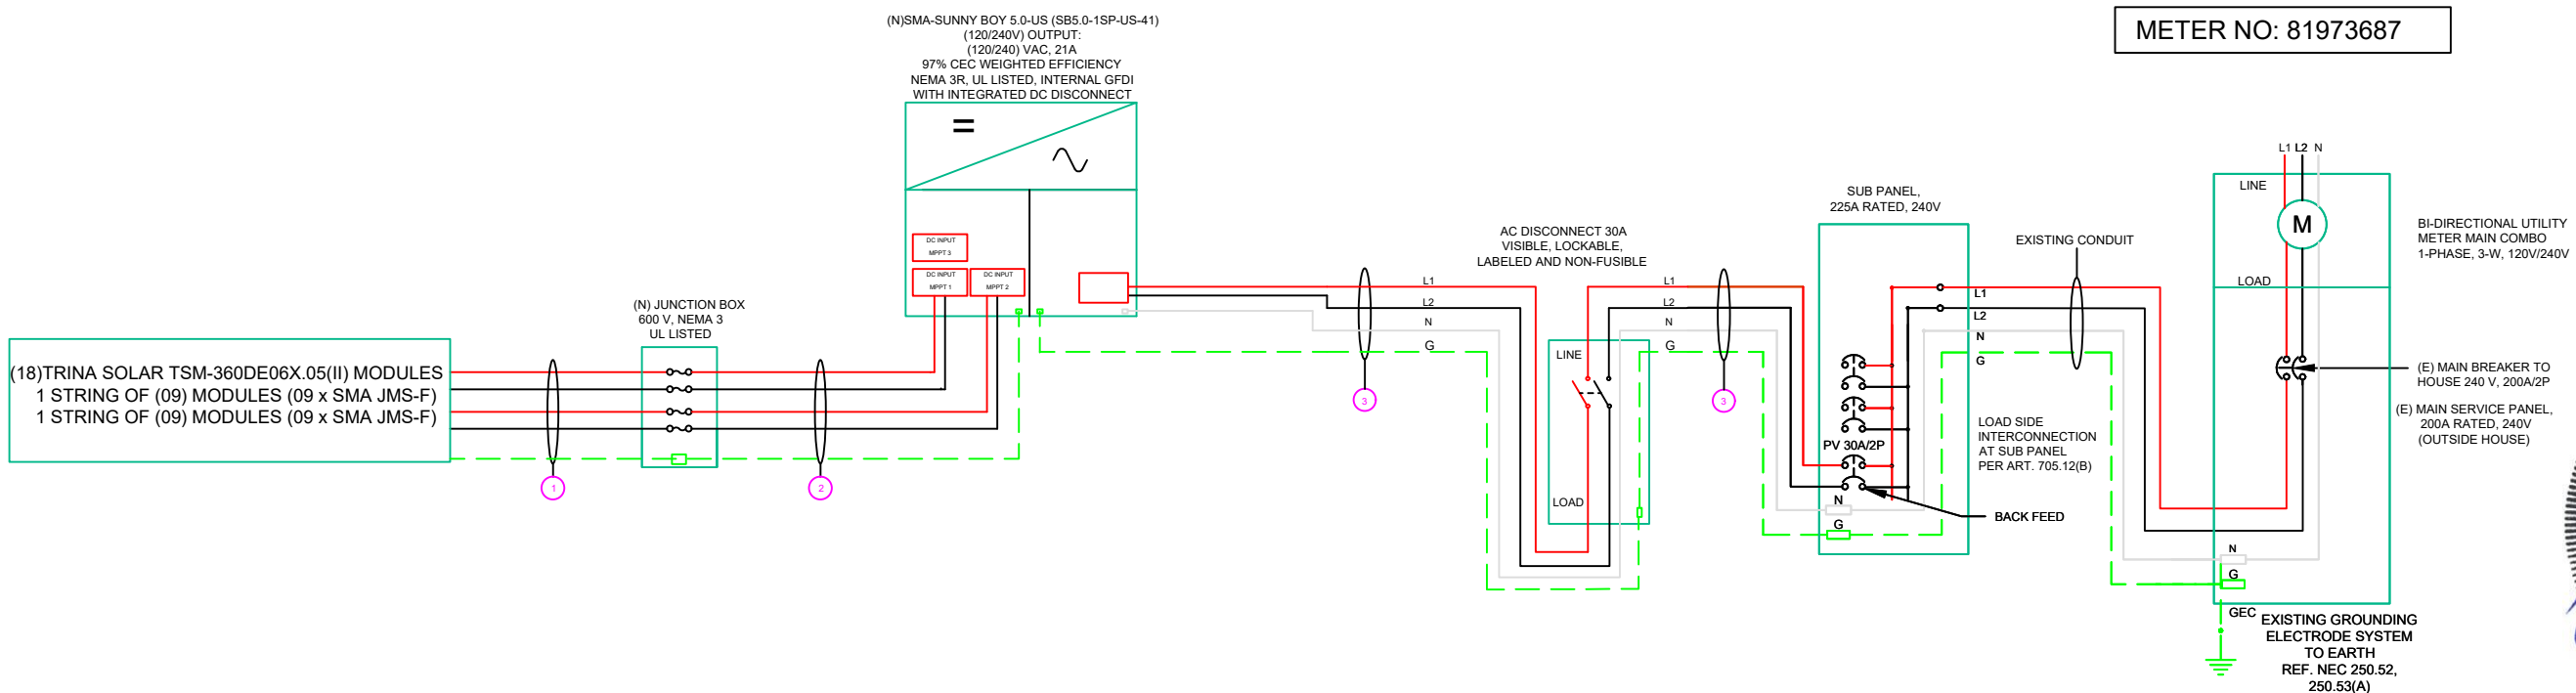 (N)SMA-SUNNY BOY 5.0-US (SB5.0-1SP-US-41)
(120/240V) OUTPUT:
(120/240) VAC, 21A
97% CEC WEIGHTED EFFICIENCY
NEMA 3R, UL LISTED, INTERNAL GFDI
WITH INTEGRATED DC DISCONNECT
METER NO: 81973687
=
DC INPUT
MPPT 3
DC INPUT
MPPT 1
DC INPUT
MPPT 2
(N) JUNCTION BOX
600 V, NEMA 3
UL LISTED
(18)TRINA SOLAR TSM-360DE06X.05(II) MODULES
1 STRING OF (09) MODULES (09 x SMA JMS-F)
1 STRING OF (09) MODULES (09 x SMA JMS-F)
1
2
3
L1
L2
N
G
AC DISCONNECT 30A
VISIBLE, LOCKABLE,
LABELED AND NON-FUSIBLE
LINE
LOAD
L1
L2
N
G
3
SUB PANEL,
225A RATED, 240V
PV 30A/2P
N
G
L1
L2
N
G
EXISTING CONDUIT
LOAD SIDE
INTERCONNECTION
AT SUB PANEL
PER ART. 705.12(B)
BACK FEED
L1 L2 N
LINE
M
LOAD
BI-DIRECTIONAL UTILITY
METER MAIN COMBO
1-PHASE, 3-W, 120V/240V
(E) MAIN BREAKER TO
HOUSE 240 V, 200A/2P
(E) MAIN SERVICE PANEL,
200A RATED, 240V
(OUTSIDE HOUSE)
N
G
GEC
EXISTING GROUNDING
ELECTRODE SYSTEM
TO EARTH
REF. NEC 250.52,
250.53(A)